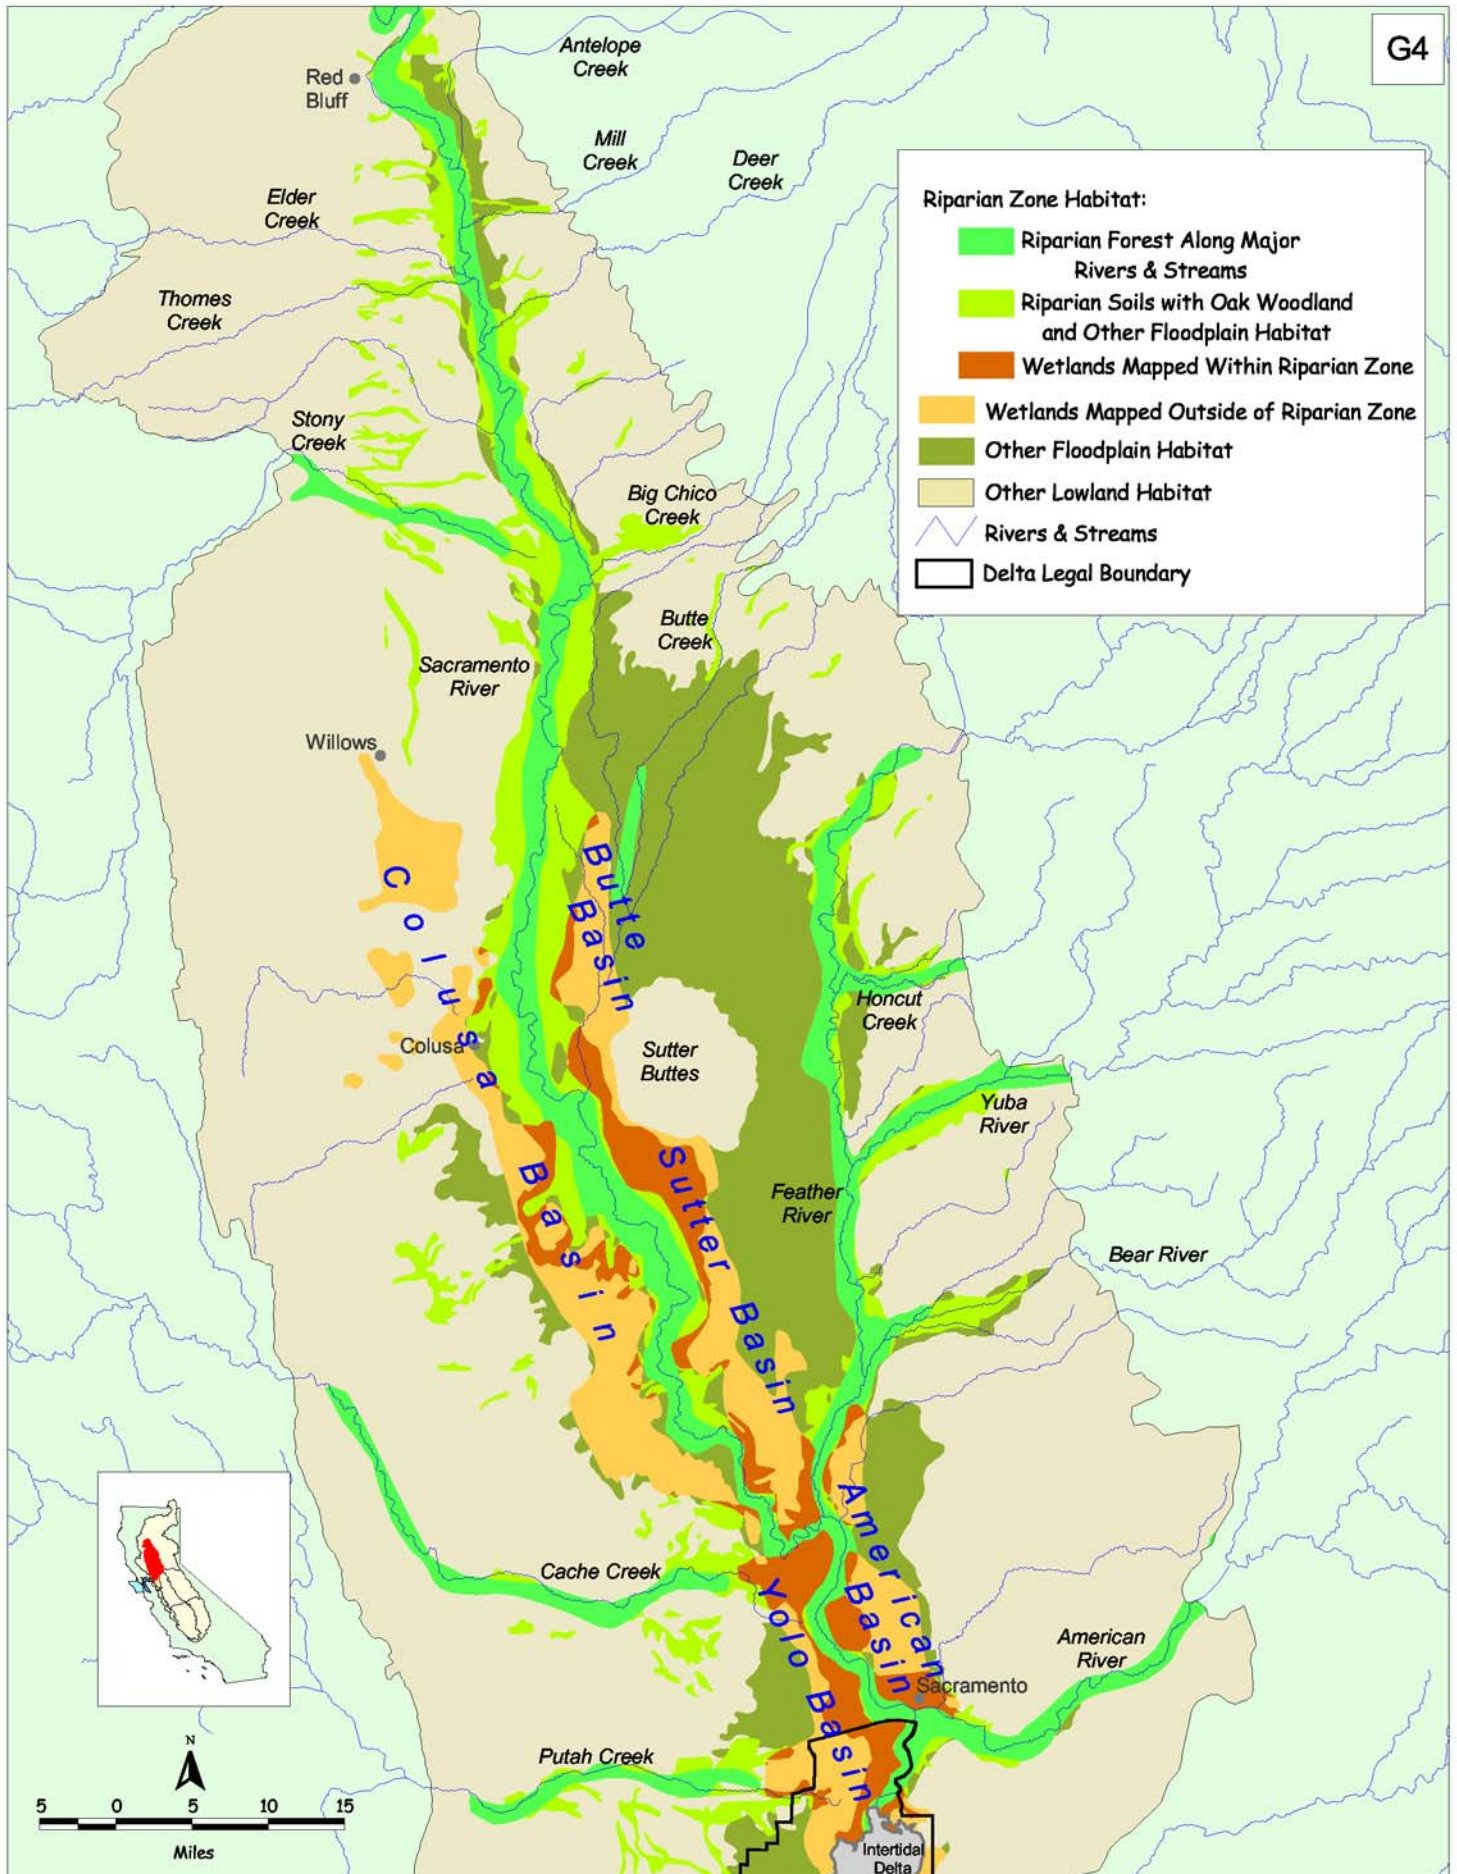 G4
Antelope
Creek
Red
Bluff
Mill
Creek
Deer
Creek
Riparian Zone Habitat:
Riparian Forest Along Major
Rivers & Streams
Riparian Soils with Oak Woodland
and Other Floodplain Habitat
Wetlands Mapped Within Riparian Zone
Wetlands Mapped Outside of Riparian Zone
Other Floodplain Habitat
Other Lowland Habitat
Rivers & Streams
Delta Legal Boundary
Elder
Creek
Thomes
Creek
Stony
Creek
Big Chico
Creek
Butte
Creek
Sacramento
River
Willows
Butte
Basin
Colusa Basin
Honcut
Creek
Colusa
Sutter
Buttes
Yuba
River
Sutter Basin
Feather
River
Bear River
American
Basin
Cache Creek
Yolo Basin
American
River
Sacramento
Putah Creek
N
5 0 5 10 15
Miles
Intertidal
Delta